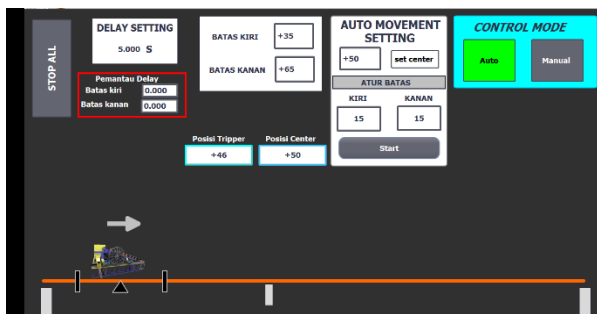 STOP ALL
DELAY SETTING
5.000 S
Pemantau Delay
Batas kiri 0.000
Batas kanan 0.000
BATAS KIRI +35
BATAS KANAN +65
Posisi Tripper
+46
Posisi Center
+50
AUTO MOVEMENT
SETTING
+50 set center
ATUR BATAS
KIRI KANAN
15 15
Start
CONTROL MODE
Auto Manual